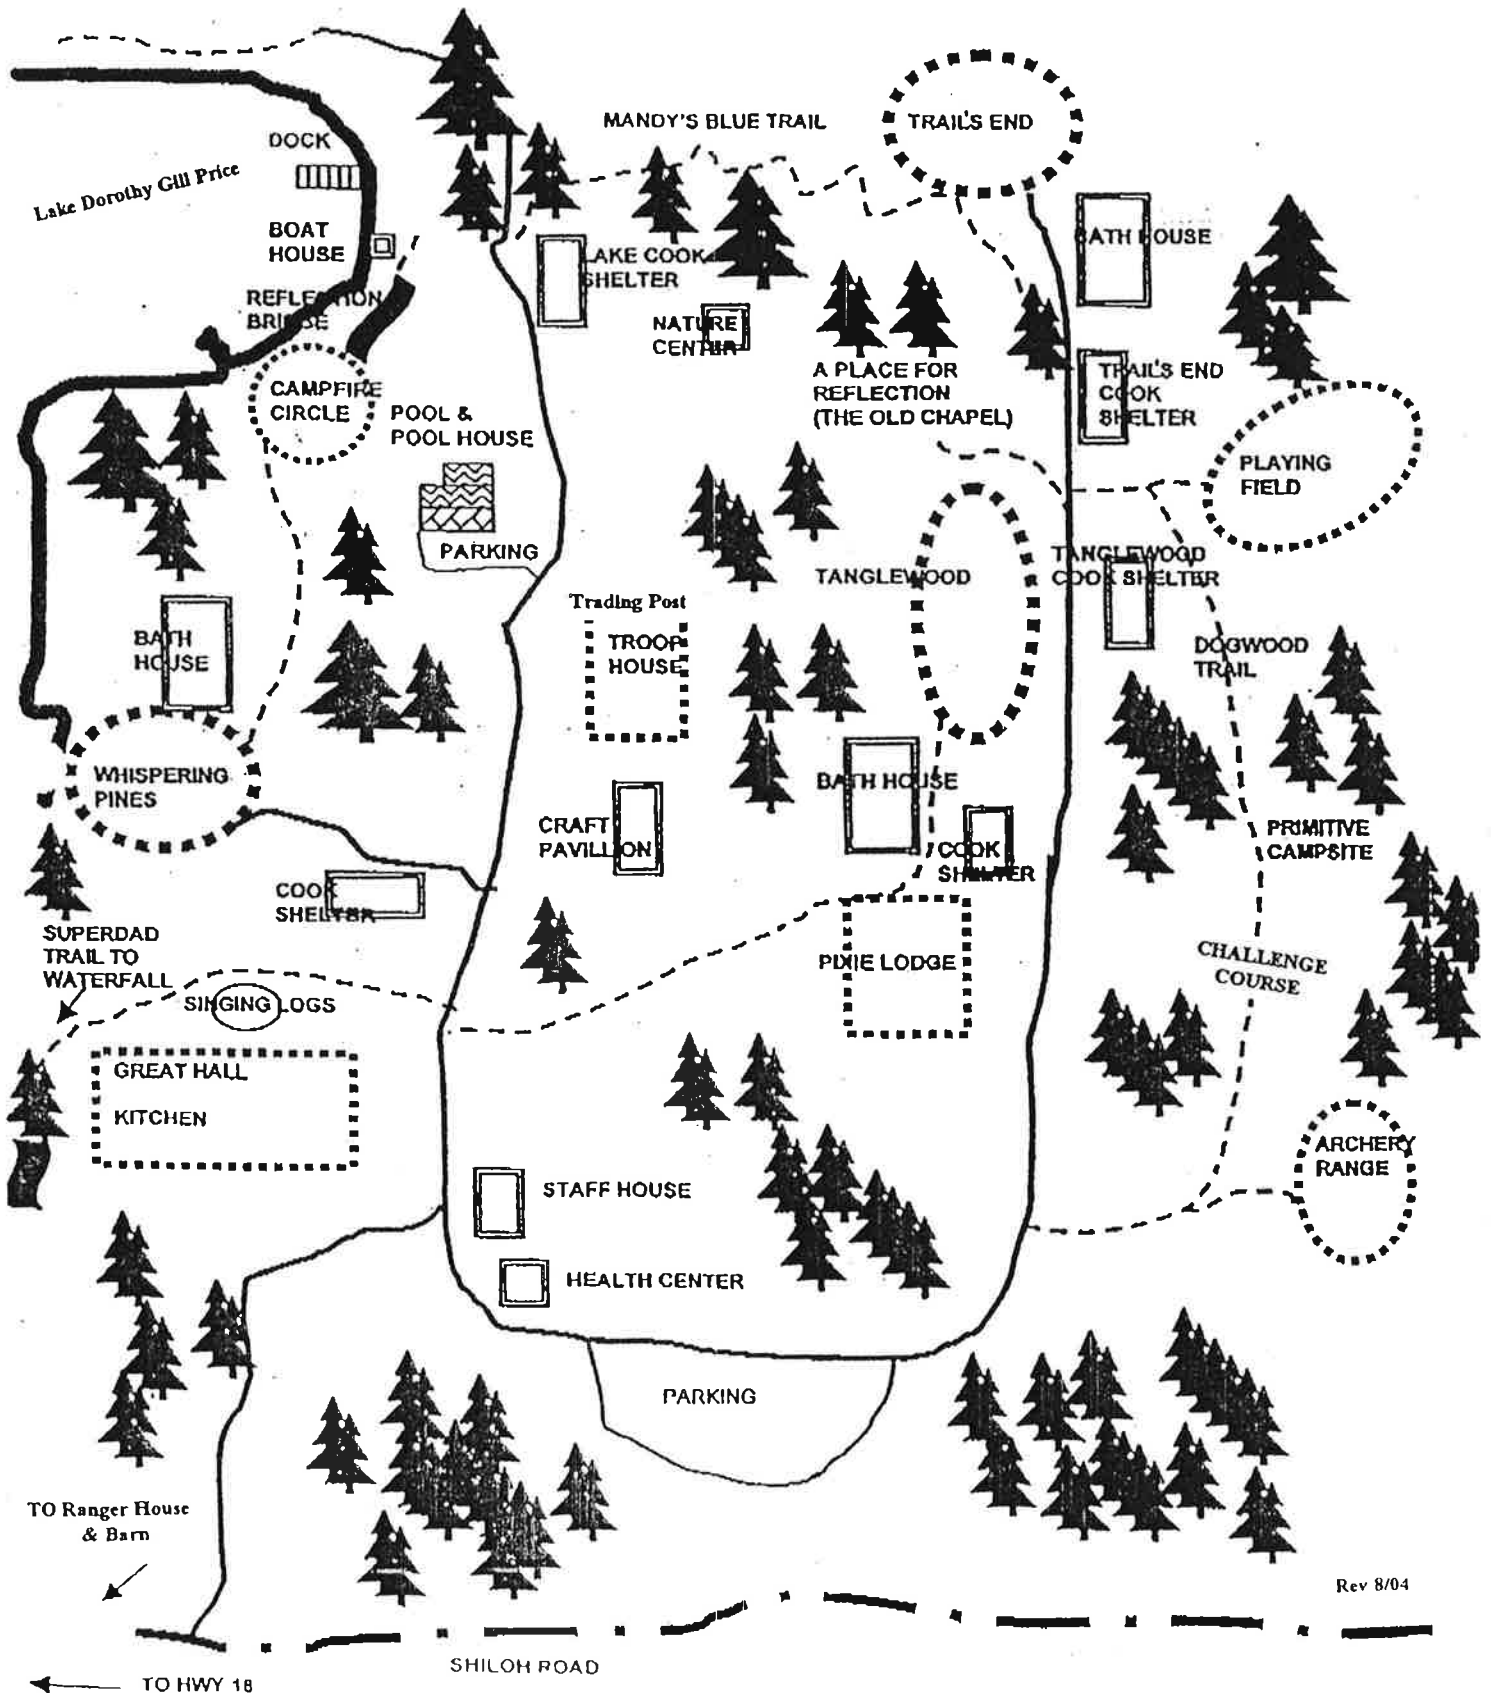 MANDY'S BLUE TRAIL
TRAIL'S END
DOCK
Lake Dorothy Gill Price
BOAT
HOUSE
BATH HOUSE
LAKE COOK
SHELTER
REFLECTION
BRIDGE
NATURE
CENTER
A PLACE FOR
REFLECTION
(THE OLD CHAPEL)
TRAIL'S END
COOK
SHELTER
CAMPFIRE
CIRCLE
POOL &
POOL HOUSE
PLAYING
FIELD
PARKING
TANGLEWOOD
TANGLEWOOD
COOK SHELTER
Trading Post
TROOP
HOUSE
BATH
HOUSE
DOGWOOD
TRAIL
WHISPERING
PINES
BATH HOUSE
CRAFT
PAVILLION
COOK
SHELTER
PRIMITIVE
CAMPSITE
COOK
SHELTER
SUPERDAD
TRAIL TO
WATERFALL
PIXIE LODGE
CHALLENGE
COURSE
SINGING LOGS
GREAT HALL
KITCHEN
ARCHERY
RANGE
STAFF HOUSE
HEALTH CENTER
PARKING
TO Ranger House
& Barn
Rev 8/04
SHILOH ROAD
TO HWY 18